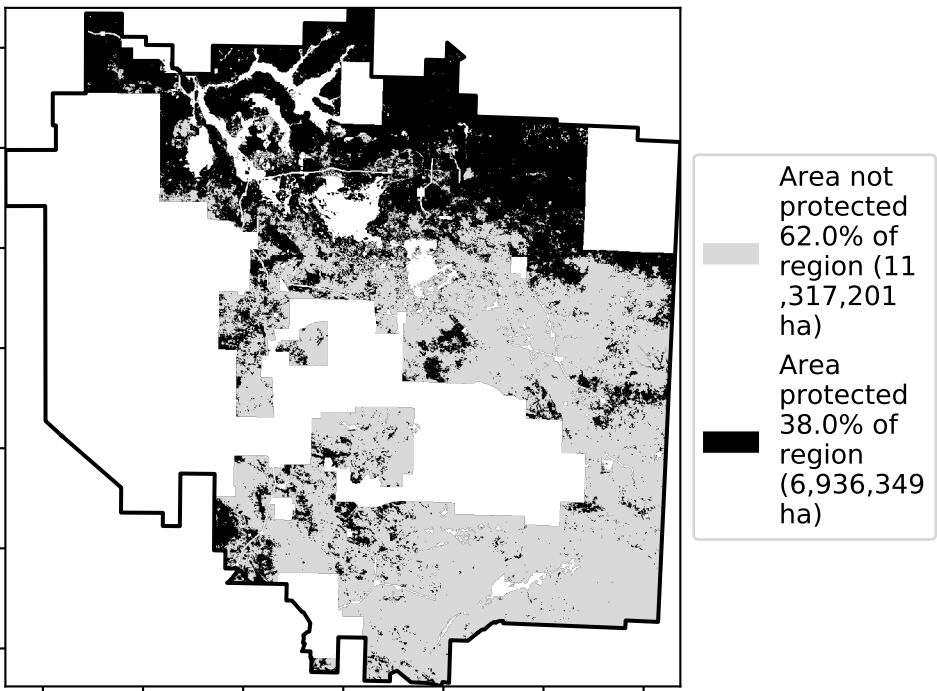 Area not
protected
62.0% of
region (11
,317,201
ha)
Area
protected
38.0% of
region
(6,936,349
ha)